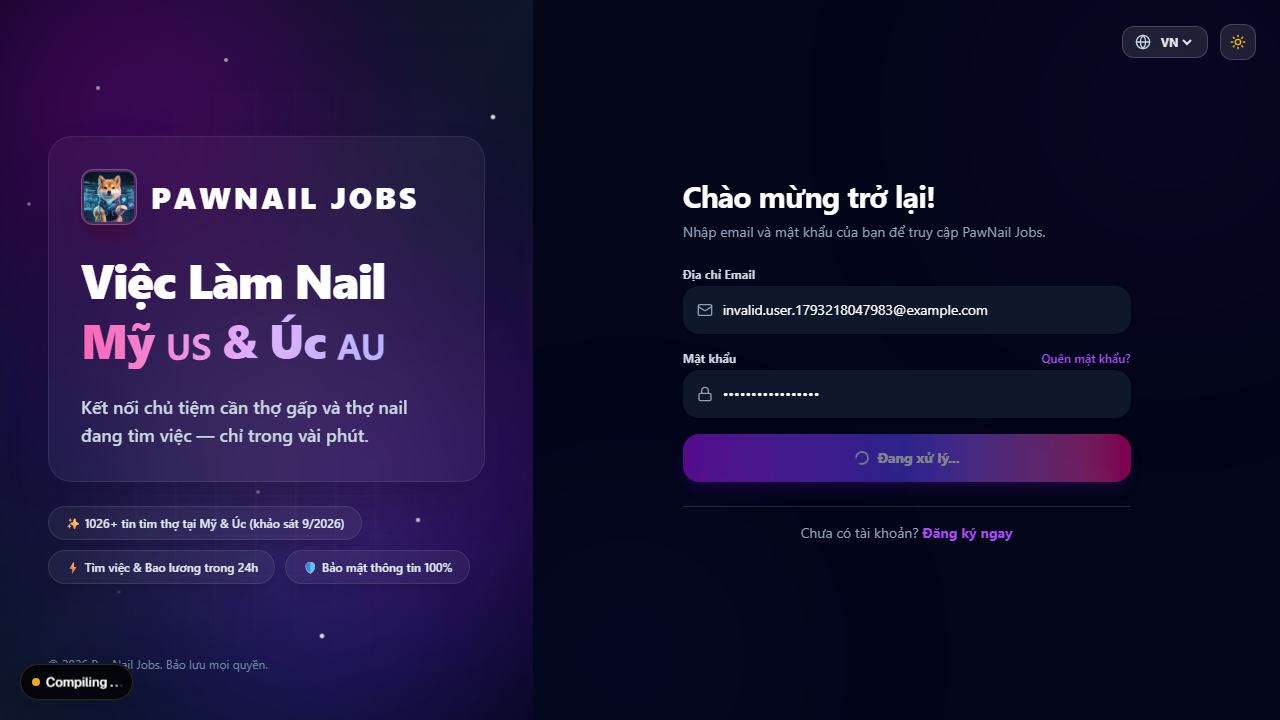 VN
PAWNAIL JOBS
Việc Làm Nail
Mỹ US & Úc AU
Kết nối chủ tiệm cần thợ gấp và thợ nail
đang tìm việc — chỉ trong vài phút.
✨ 1026+ tin tìm thợ tại Mỹ & Úc (khảo sát 9/2026)
⚡ Tìm việc & Bao lương trong 24h
🛡️ Bảo mật thông tin 100%
Nail Jobs. Bảo lưu mọi quyền.
Compiling ...
Chào mừng trở lại!
Nhập email và mật khẩu của bạn để truy cập PawNail Jobs.
Địa chỉ Email
invalid.user.1793218047983@example.com
Mật khẩu
Quên mật khẩu?
•••••••••••••••••
Đang xử lý...
Chưa có tài khoản? Đăng ký ngay